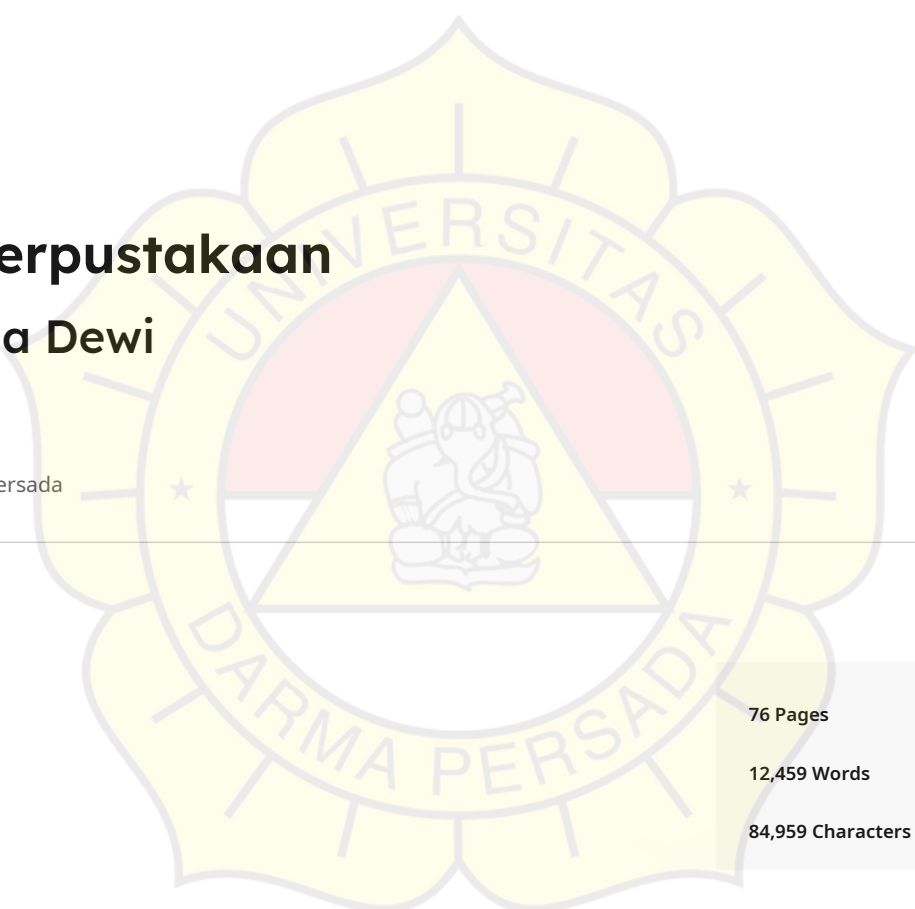 UNIVERSITAS
erpustakaan
a Dewi
ersada
DARMA PERSADA
76 Pages
12,459 Words
84,959 Characters